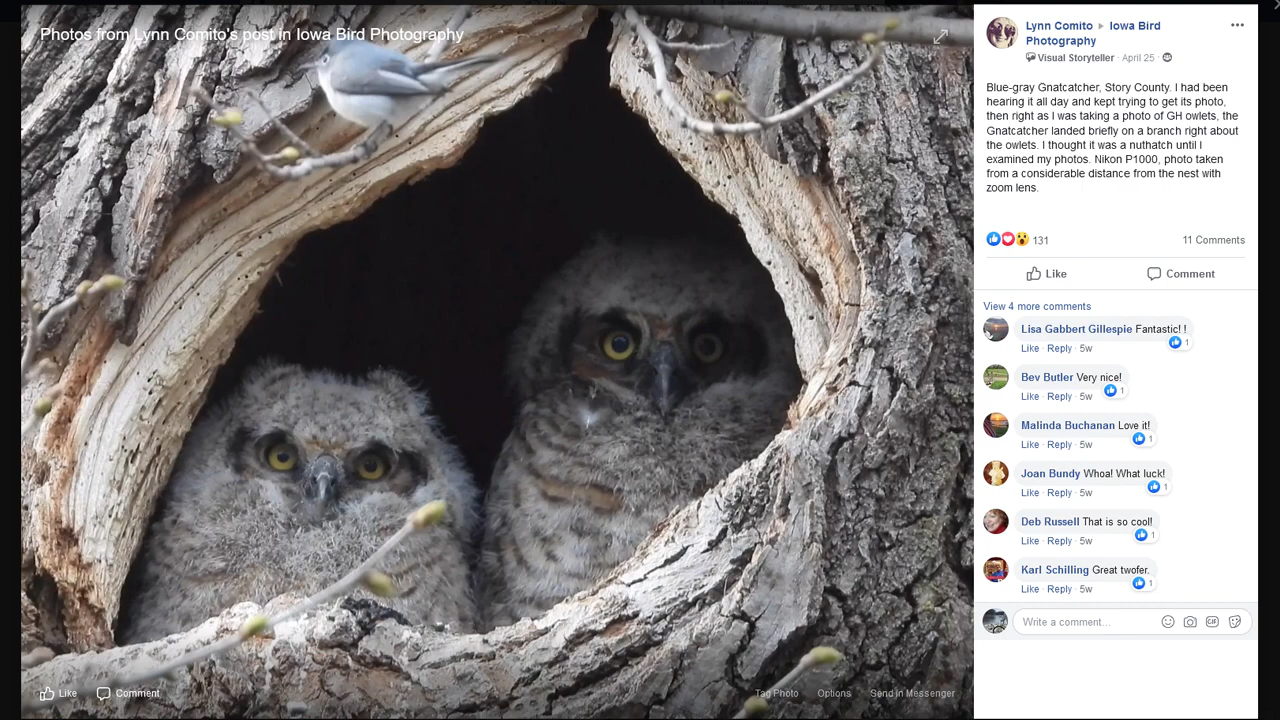 Photos from Lynn Comito's post in Iowa Bird Photography
Like
Comment
Tag Photo
Options
Send in Messenger
Lynn Comito ▸ Iowa Bird
Photography
Visual Storyteller · April 25 ·
Blue-gray Gnatcatcher, Story County. I had been
hearing it all day and kept trying to get its photo,
then right as I was taking a photo of GH owlets, the
Gnatcatcher landed briefly on a branch right about
the owlets. I thought it was a nuthatch until I
examined my photos. Nikon P1000, photo taken
from a considerable distance from the nest with
zoom lens.
131
11 Comments
Like
Comment
View 4 more comments
Lisa Gabbert Gillespie Fantastic! !
1
Like · Reply · 5w
Bev Butler Very nice!
1
Like · Reply · 5w
Malinda Buchanan Love it!
1
Like · Reply · 5w
Joan Bundy Whoa! What luck!
1
Like · Reply · 5w
Deb Russell That is so cool!
1
Like · Reply · 5w
Karl Schilling Great twofer.
1
Like · Reply · 5w
Write a comment...
GIF